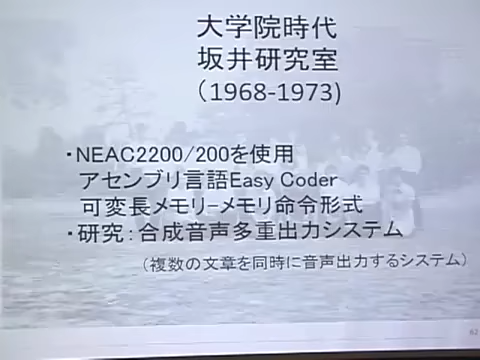 大学院時代
坂井研究室
（1968-1973)
・NEAC2200/200を使用
アセンブリ言語Easy Coder
可変長メモリｰメモリ命令形式
・研究：合成音声多重出力システム
（複数の文章を同時に音声出力するシステム）